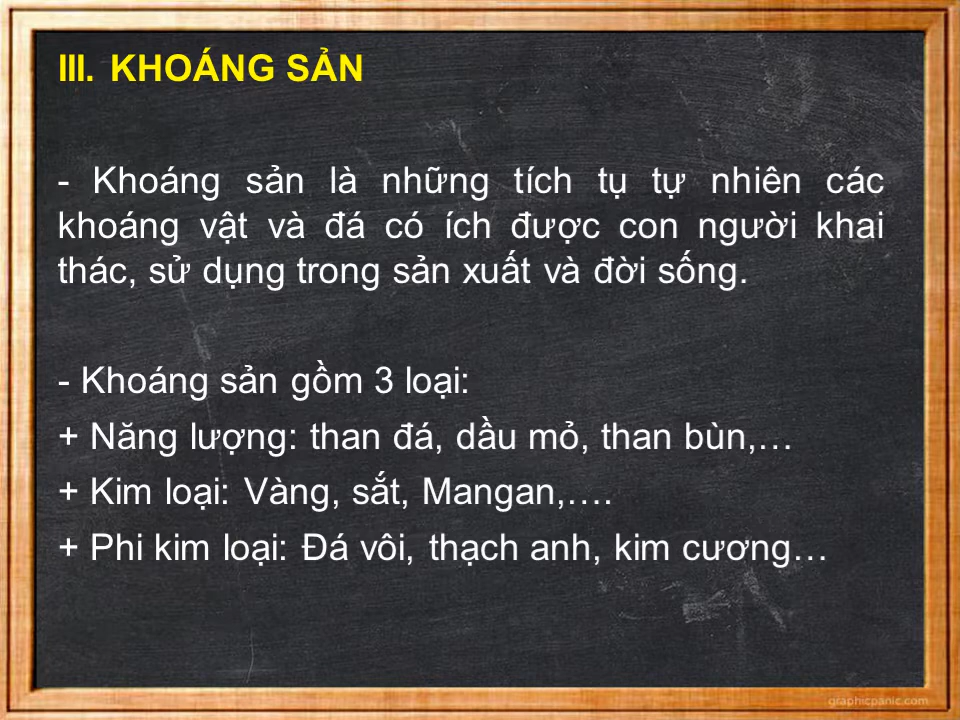 III. KHOÁNG SẢN
- Khoáng sản là những tích tụ tự nhiên các
khoáng vật và đá có ích được con người khai
thác, sử dụng trong sản xuất và đời sống.
- Khoáng sản gồm 3 loại:
+ Năng lượng: than đá, dầu mỏ, than bùn,…
+ Kim loại: Vàng, sắt, Mangan,….
+ Phi kim loại: Đá vôi, thạch anh, kim cương…
graphicpanic.com